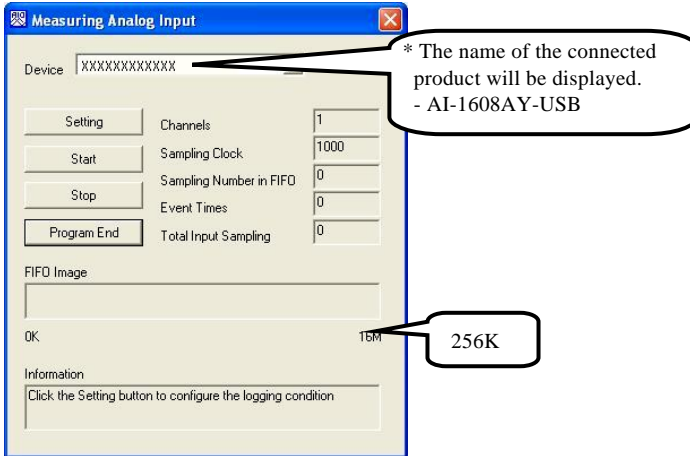 Measuring Analog Input
Device XXXXXXXXXXXX
* The name of the connected
product will be displayed.
- AI-1608AY-USB
Setting
Start
Stop
Program End
Channels 1
Sampling Clock 1000
Sampling Number in FIFO 0
Event Times 0
Total Input Sampling 0
FIFO Image
0K 16M
256K
Information
Click the Setting button to configure the logging condition